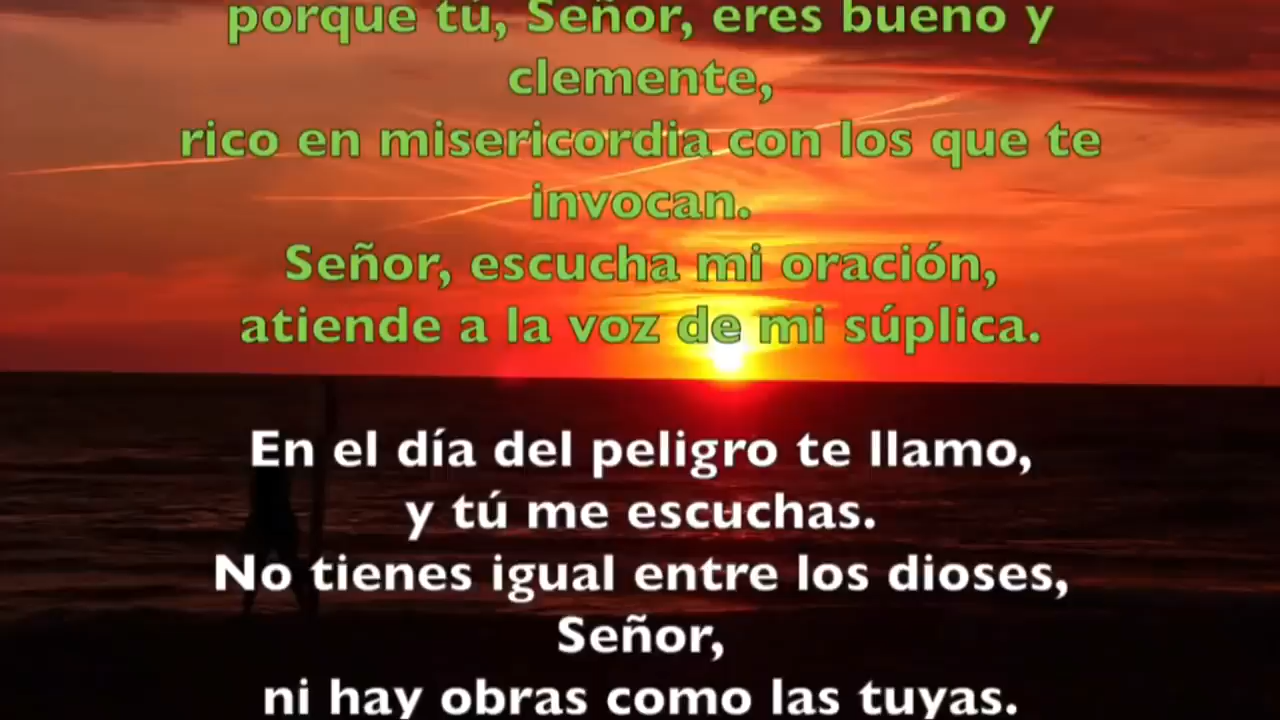 porque tú, Señor, eres bueno y
clemente,
rico en misericordia con los que te
invocan.
Señor, escucha mi oración,
atiende a la voz de mi súplica.
En el día del peligro te llamo,
y tú me escuchas.
No tienes igual entre los dioses,
Señor,
ni hay obras como las tuyas.